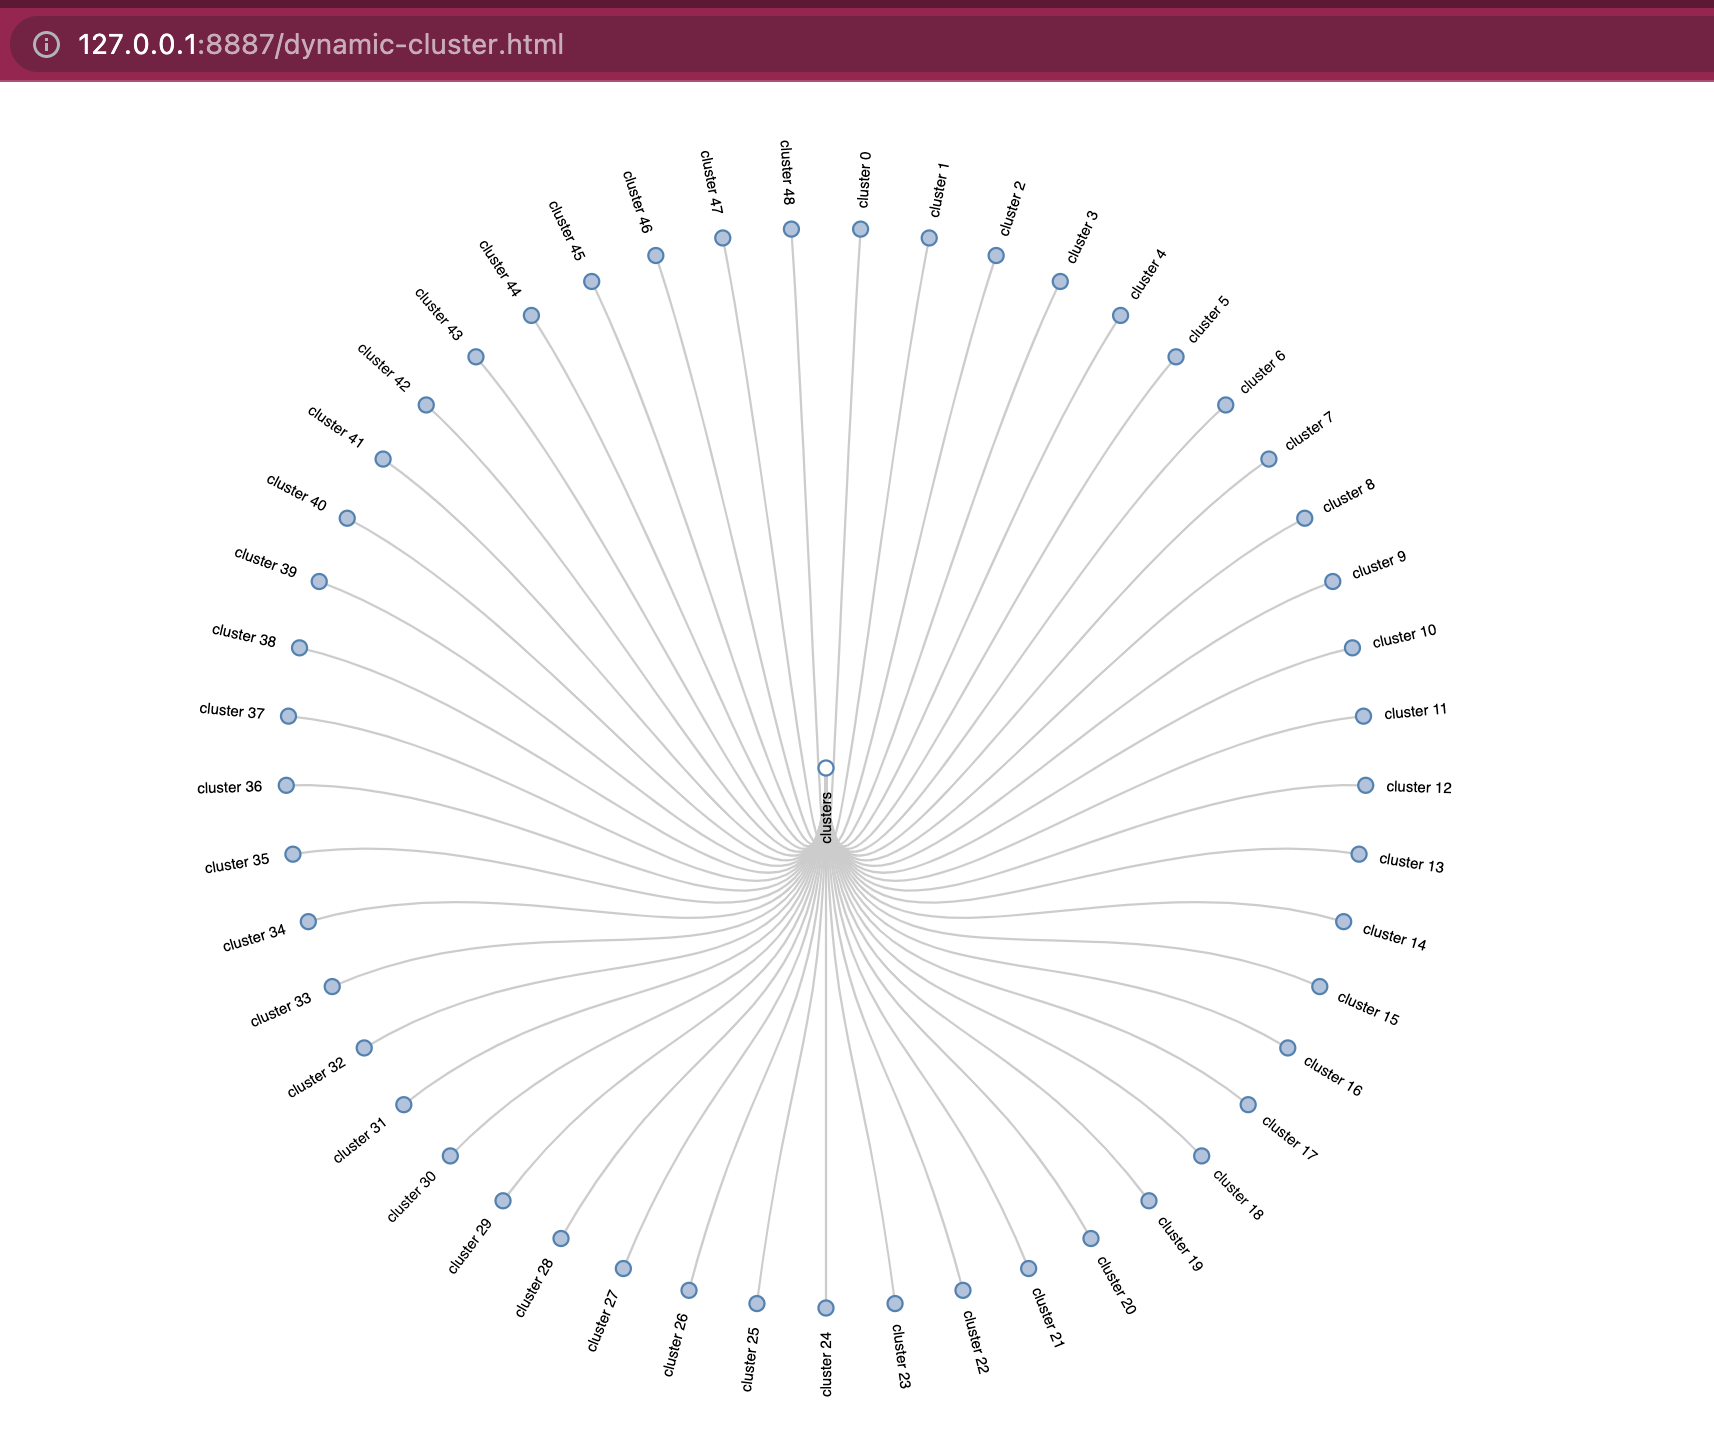 127.0.0.1:8887/dynamic-cluster.html
cluster 0
cluster 1
cluster 2
cluster 3
cluster 4
cluster 5
cluster 6
cluster 7
cluster 8
cluster 9
cluster 10
cluster 11
cluster 12
cluster 13
cluster 14
cluster 15
cluster 16
cluster 17
cluster 18
cluster 19
cluster 20
cluster 21
cluster 22
cluster 23
cluster 24
cluster 25
cluster 26
cluster 27
cluster 28
cluster 29
cluster 30
cluster 31
cluster 32
cluster 33
cluster 34
cluster 35
cluster 36
cluster 37
cluster 38
cluster 39
cluster 40
cluster 41
cluster 42
cluster 43
cluster 44
cluster 45
cluster 46
cluster 47
cluster 48
clusters